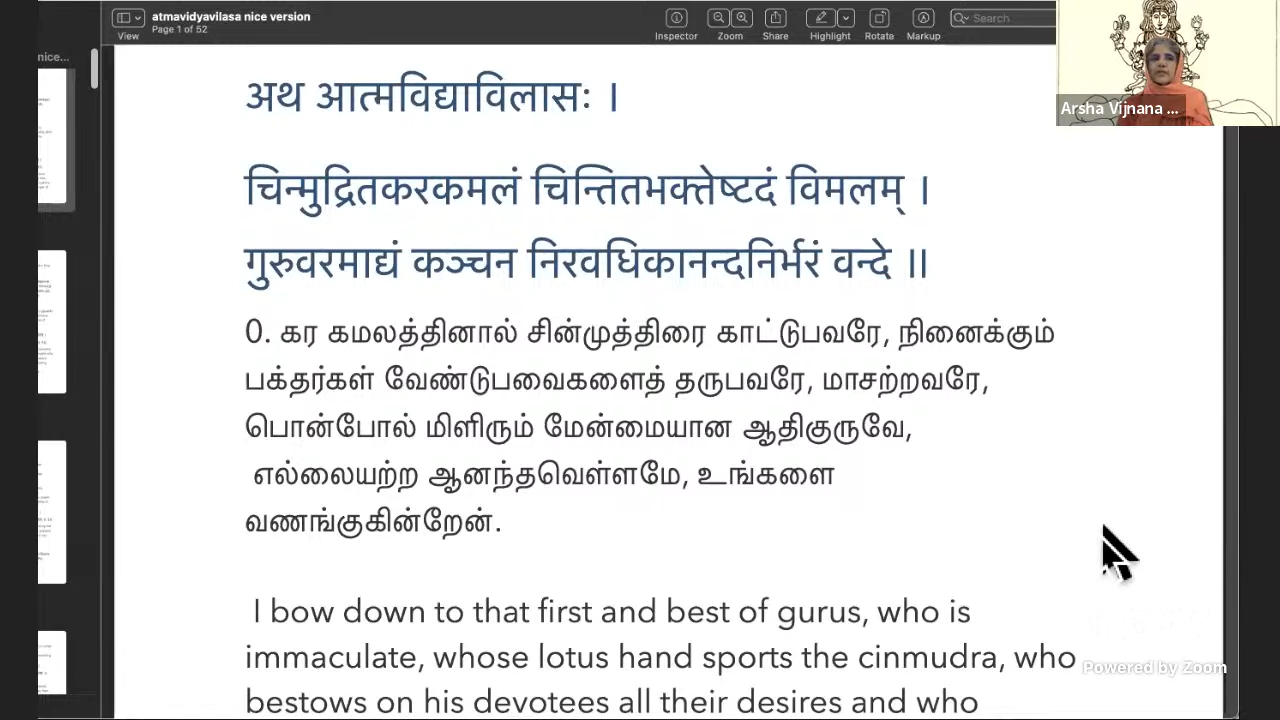 atmavidyavilasa nice version
Page 1 of 52
View
Inspector
Zoom
Share
Highlight
Rotate
Markup
Search
nice...
Arsha Vijnana ...
अथ आत्मविद्याविलासः ।
चिन्मुद्रितकरकमलं चिन्तितभक्तेष्टदं विमलम् ।
गुरुवरमाद्यं कञ्चन निरवधिकानन्दनिर्भरं वन्दे ॥
0. கர கமலத்தினால் சின்முத்திரை காட்டுபவரே, நினைக்கும்
பக்தர்கள் வேண்டுபவைகளைத் தருபவரே, மாசற்றவரே,
பொன்போல் மிளிரும் மேன்மையான ஆதிகுருவே,
எல்லையற்ற ஆனந்தவெள்ளமே, உங்களை
வணங்குகின்றேன்.
I bow down to that first and best of gurus, who is
immaculate, whose lotus hand sports the cinmudra, who
bestows on his devotees all their desires and who
Powered by Zoom